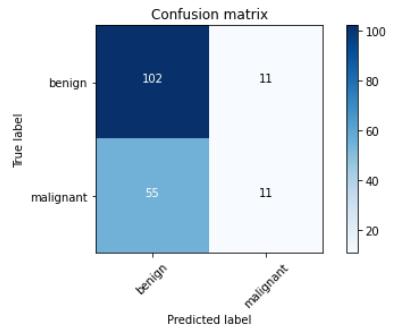 Confusion matrix
benign 102 11
malignant 55 11
benign malignant
True label
Predicted label
100
80
60
40
20